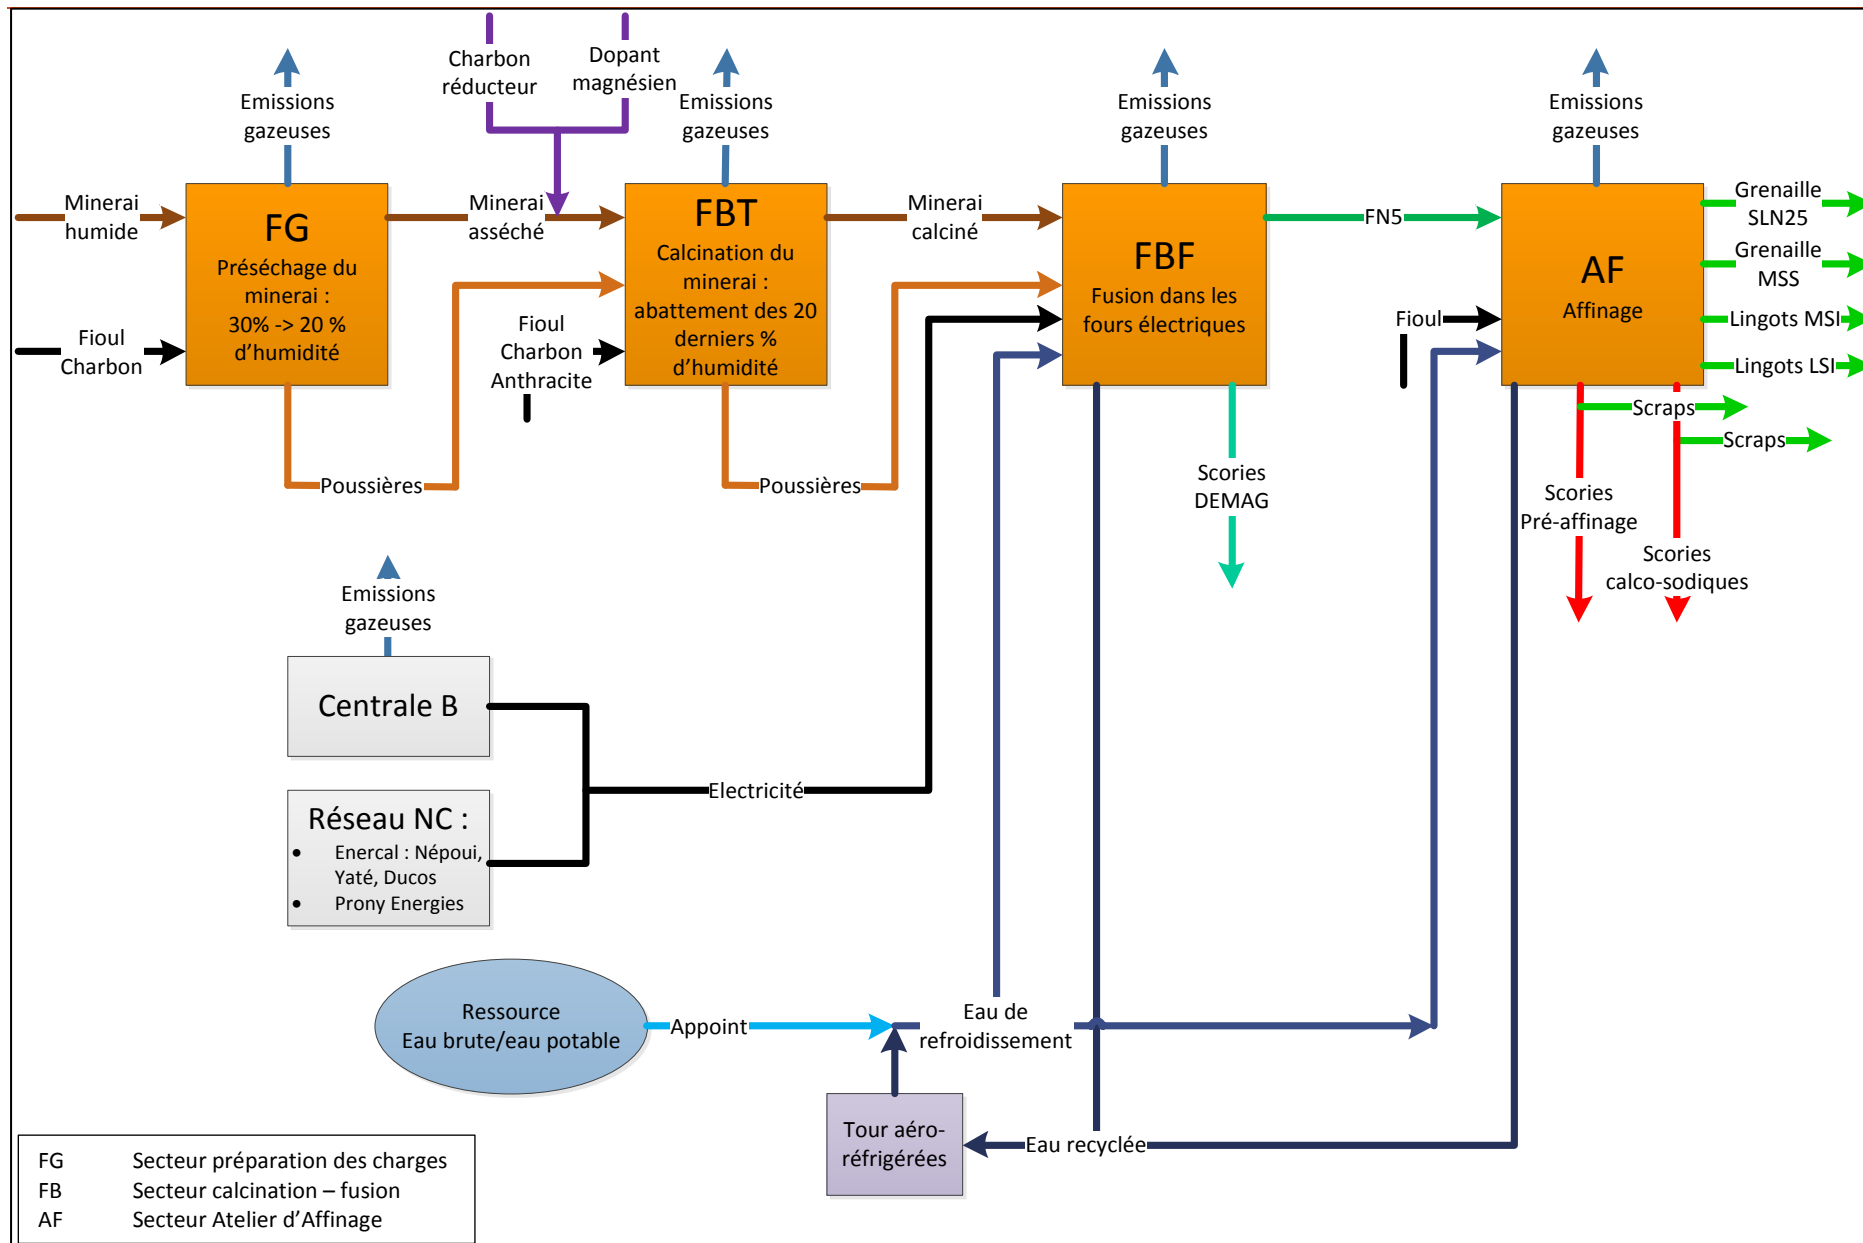 Charbon
réducteur
Dopant
magnésien
Emissions
gazeuses
Emissions
gazeuses
Emissions
gazeuses
Emissions
gazeuses
Minerai
humide
FG
Préséchage du
minerai :
30% -> 20 %
d’humidité
Fioul
Charbon
Minerai
asséché
FBT
Calcination du
minerai :
abattement des 20
derniers %
d’humidité
Fioul
Charbon
Anthracite
Minerai
calciné
FBF
Fusion dans les
fours électriques
FN5
Fioul
AF
Affinage
Grenaille
SLN25
Grenaille
MSS
Lingots MSI
Lingots LSI
Scraps
Scraps
Poussières
Poussières
Scories
DEMAG
Scories
Pré-affinage
Scories
calco-sodiques
Emissions
gazeuses
Centrale B
Electricité
Réseau NC :
• Enercal : Népoui,
Yaté, Ducos
• Prony Energies
Ressource
Eau brute/eau potable
Appoint
Eau de
refroidissement
Tour aéro-
réfrigérées
Eau recyclée
FG Secteur préparation des charges
FB Secteur calcination – fusion
AF Secteur Atelier d’Affinage